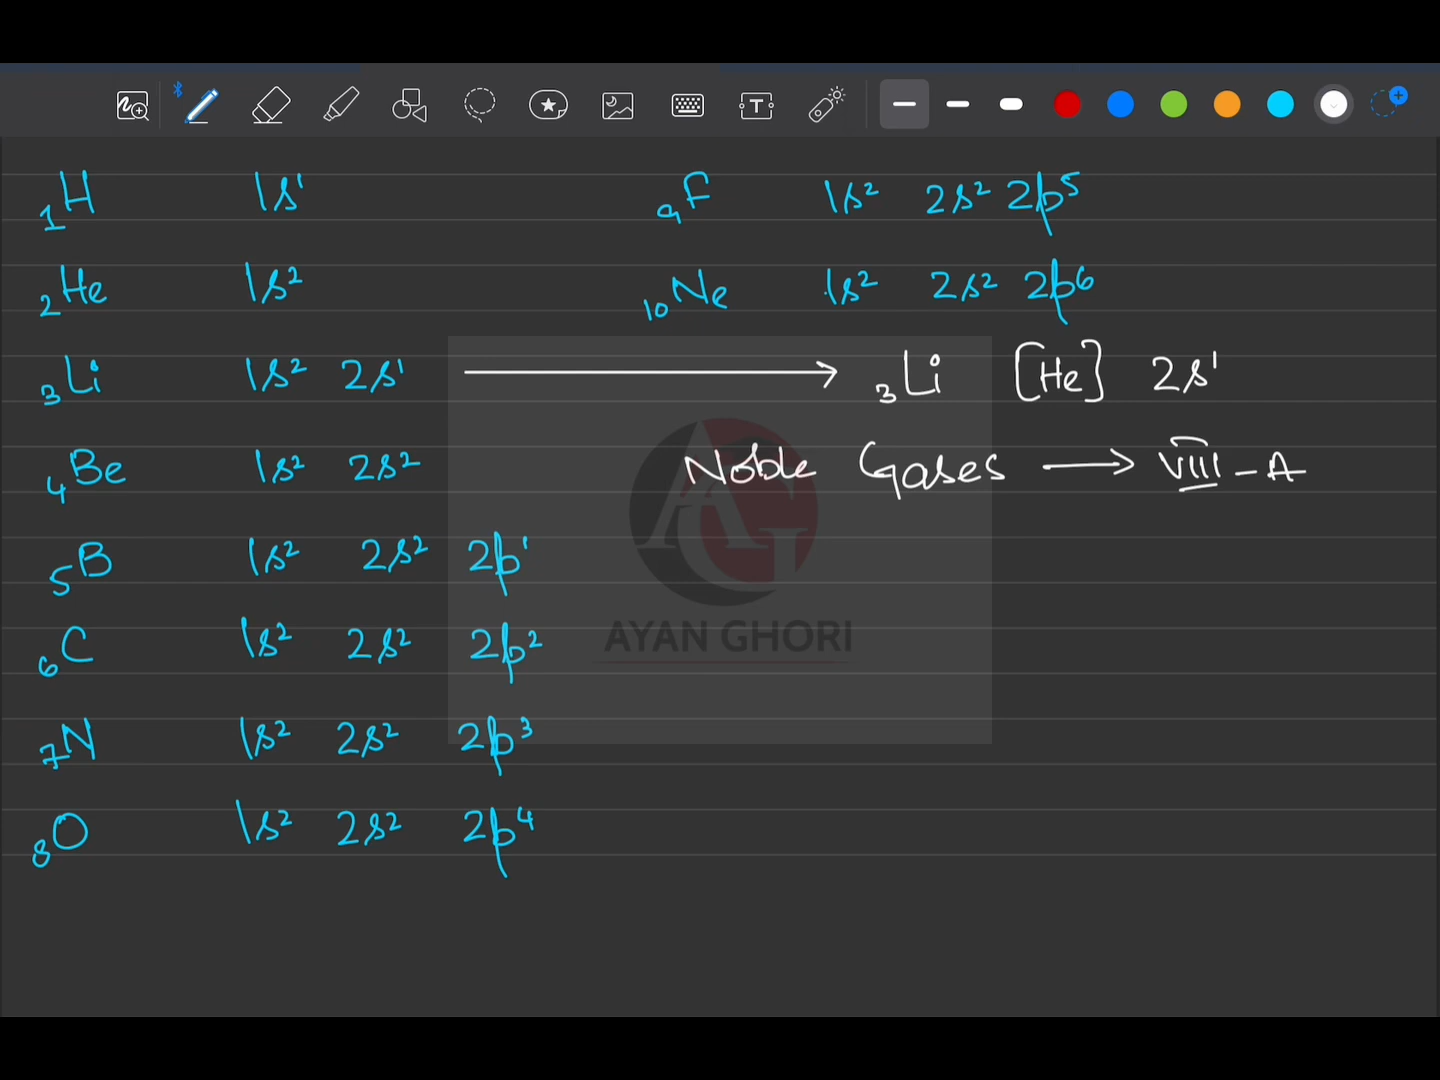 ₁H 1s¹
₂He 1s²
₃Li 1s² 2s¹ ⟶ ₃Li [He] 2s¹
₄Be 1s² 2s²
₅B 1s² 2s² 2p¹
₆C 1s² 2s² 2p²
₇N 1s² 2s² 2p³
₈O 1s² 2s² 2p⁴
₉F 1s² 2s² 2p⁵
₁₀Ne 1s² 2s² 2p⁶
Noble Gases ⟶ VIII-A
AG
AYAN GHORI
T